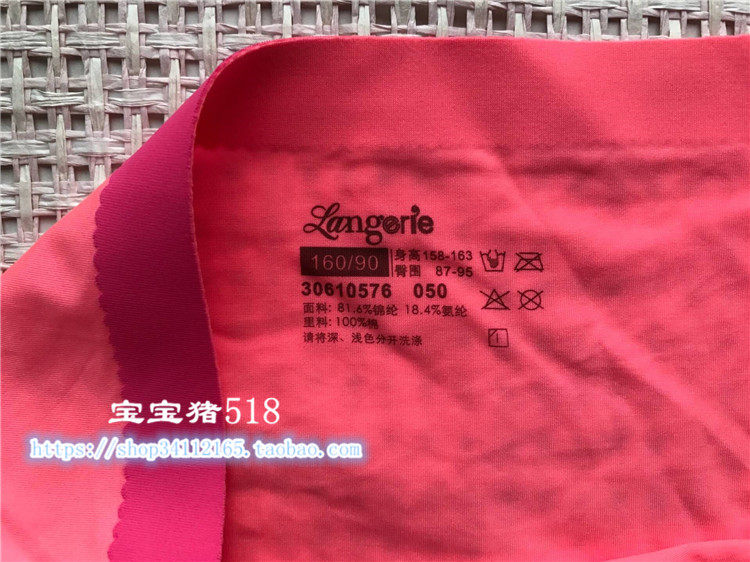 Langerie
160/90 身高158-163
臀围 87-95
30610576 050
面料: 81.6%锦纶 18.4%氨纶
里料: 100%棉
请将深、浅色分开洗涤
宝宝猪518
https://shop34112165.taobao.com